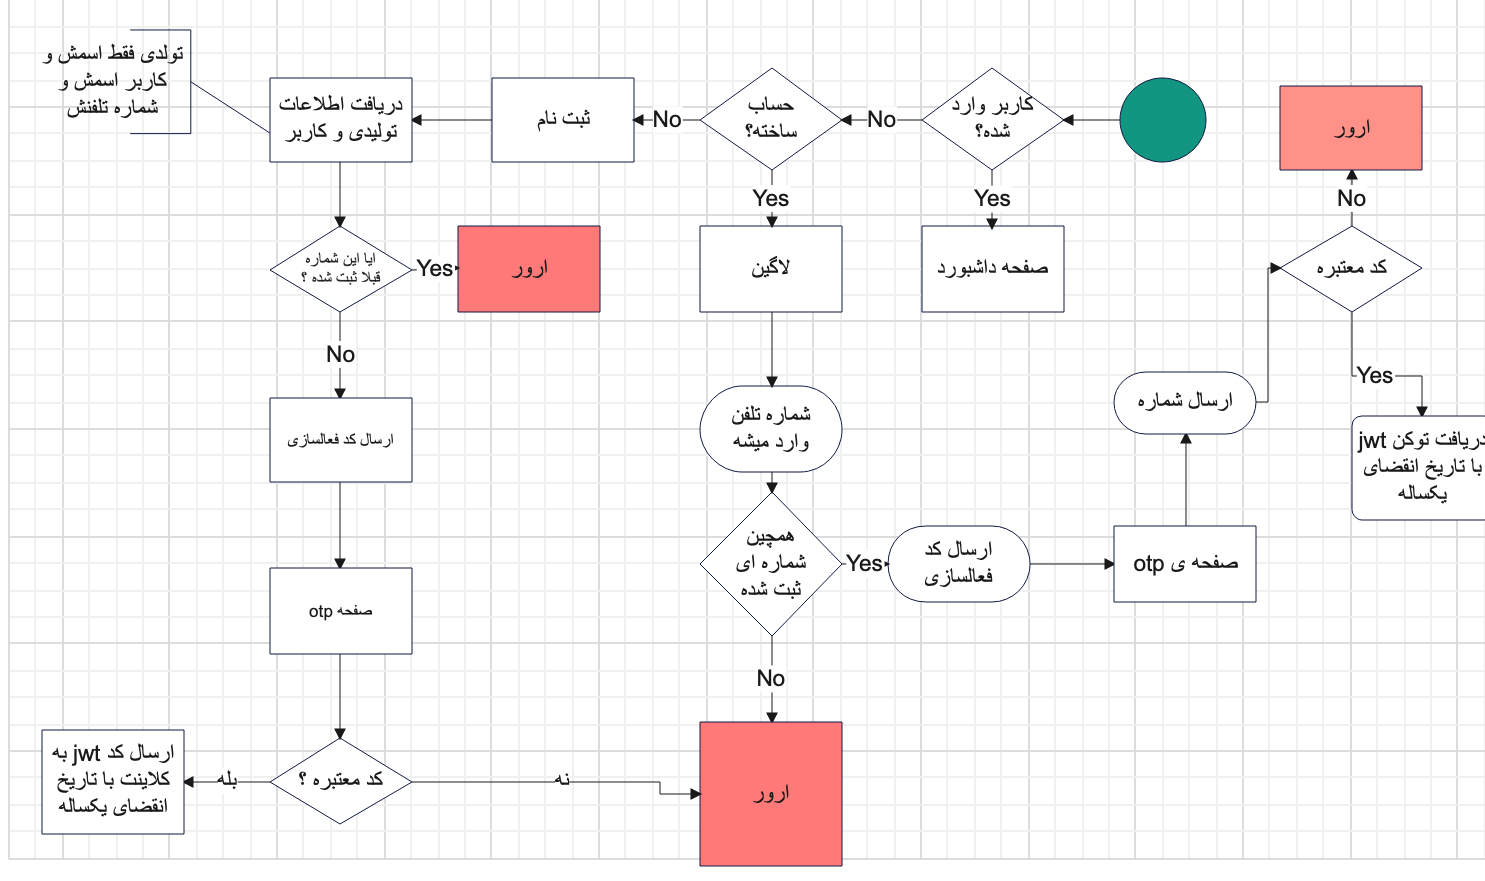 تولدی فقط اسمش و
کاربر اسمش و
شماره تلفنش
دریافت اطلاعات
تولیدی و کاربر
ثبت نام
No
حساب
ساخته؟
No
کاربر وارد
شده؟
ارور
Yes
Yes
No
ایا این شماره
قبلا ثبت شده ؟
Yes
ارور
لاگین
صفحه داشبورد
کد معتبره
No
Yes
ارسال کد فعالسازی
شماره تلفن
وارد میشه
ارسال شماره
دریافت توکن jwt
با تاریخ انقضای
یکساله
همچین
شماره ای
ثبت شده
Yes
ارسال کد
فعالسازی
صفحه ی otp
صفحه otp
No
ارسال کد jwt به
کلاینت با تاریخ
انقضای یکساله
بله
کد معتبره ؟
نه
ارور